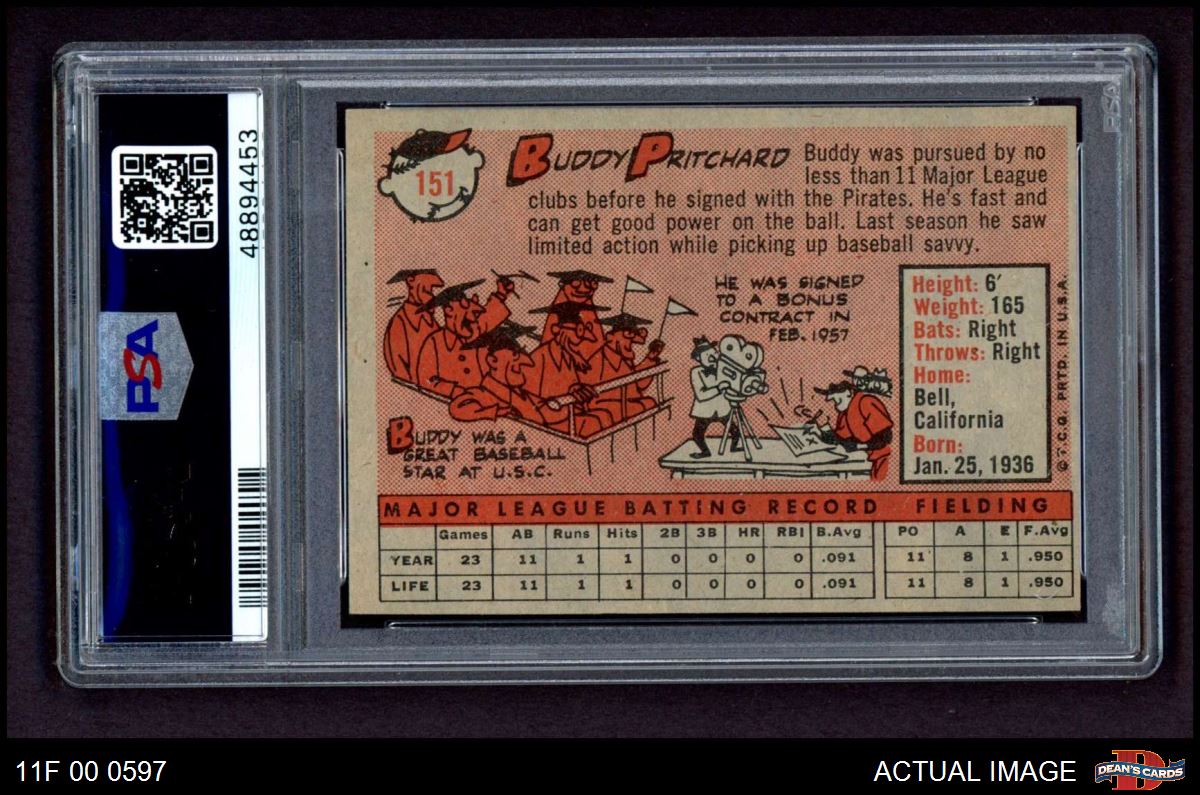 PSA
48894453
PSA
151
BUDDY PRITCHARD
Buddy was pursued by no
less than 11 Major League
clubs before he signed with the Pirates. He's fast and
can get good power on the ball. Last season he saw
limited action while picking up baseball savvy.
HE WAS SIGNED
TO A BONUS
CONTRACT IN
FEB. 1957
BUDDY WAS A
GREAT BASEBALL
STAR AT U.S.C.
Height: 6'
Weight: 165
Bats: Right
Throws: Right
Home:
Bell,
California
Born:
Jan. 25, 1936
© T.C.G. PRTD. IN U.S.A.
MAJOR LEAGUE BATTING RECORD FIELDING
Games AB Runs Hits 2B 3B HR RBI B.Avg PO A E F.Avg
YEAR 23 11 1 1 0 0 0 0 .091 11 8 1 .950
LIFE 23 11 1 1 0 0 0 0 .091 11 8 1 .950
11F 00 0597
ACTUAL IMAGE
D
DEAN'S CARDS